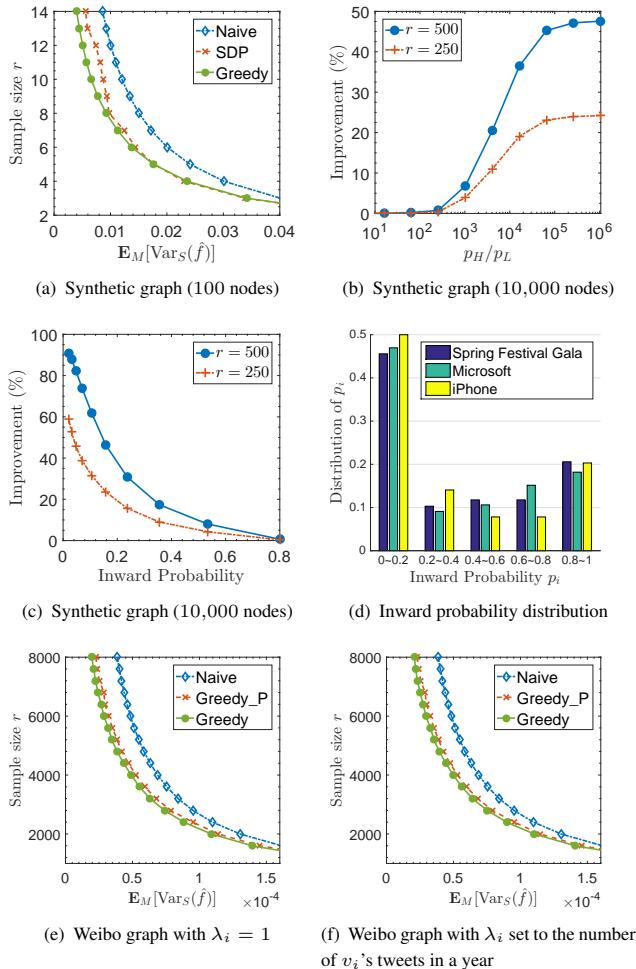 14
12
10
8
6
4
2
Sample size r
Naive
SDP
Greedy
0 0.01 0.02 0.03 0.04
E_M[Var_S(f̂)]
(a) Synthetic graph (100 nodes)
50
40
30
20
10
0
Improvement (%)
r = 500
r = 250
10^1 10^2 10^3 10^4 10^5 10^6
p_H/p_L
(b) Synthetic graph (10,000 nodes)
100
80
60
40
20
0
Improvement (%)
r = 500
r = 250
0 0.2 0.4 0.6 0.8
Inward Probability
(c) Synthetic graph (10,000 nodes)
0.5
0.4
0.3
0.2
0.1
0
Distribution of p_i
Spring Festival Gala
Microsoft
iPhone
0~0.2 0.2~0.4 0.4~0.6 0.6~0.8 0.8~1
Inward Probability p_i
(d) Inward probability distribution
8000
6000
4000
2000
Sample size r
Naive
Greedy_P
Greedy
0 0.5 1 1.5
×10^-4
E_M[Var_S(f̂)]
(e) Weibo graph with λ_i = 1
8000
6000
4000
2000
Sample size r
Naive
Greedy_P
Greedy
0 0.5 1 1.5
×10^-4
E_M[Var_S(f̂)]
(f) Weibo graph with λ_i set to the number
of v_i's tweets in a year